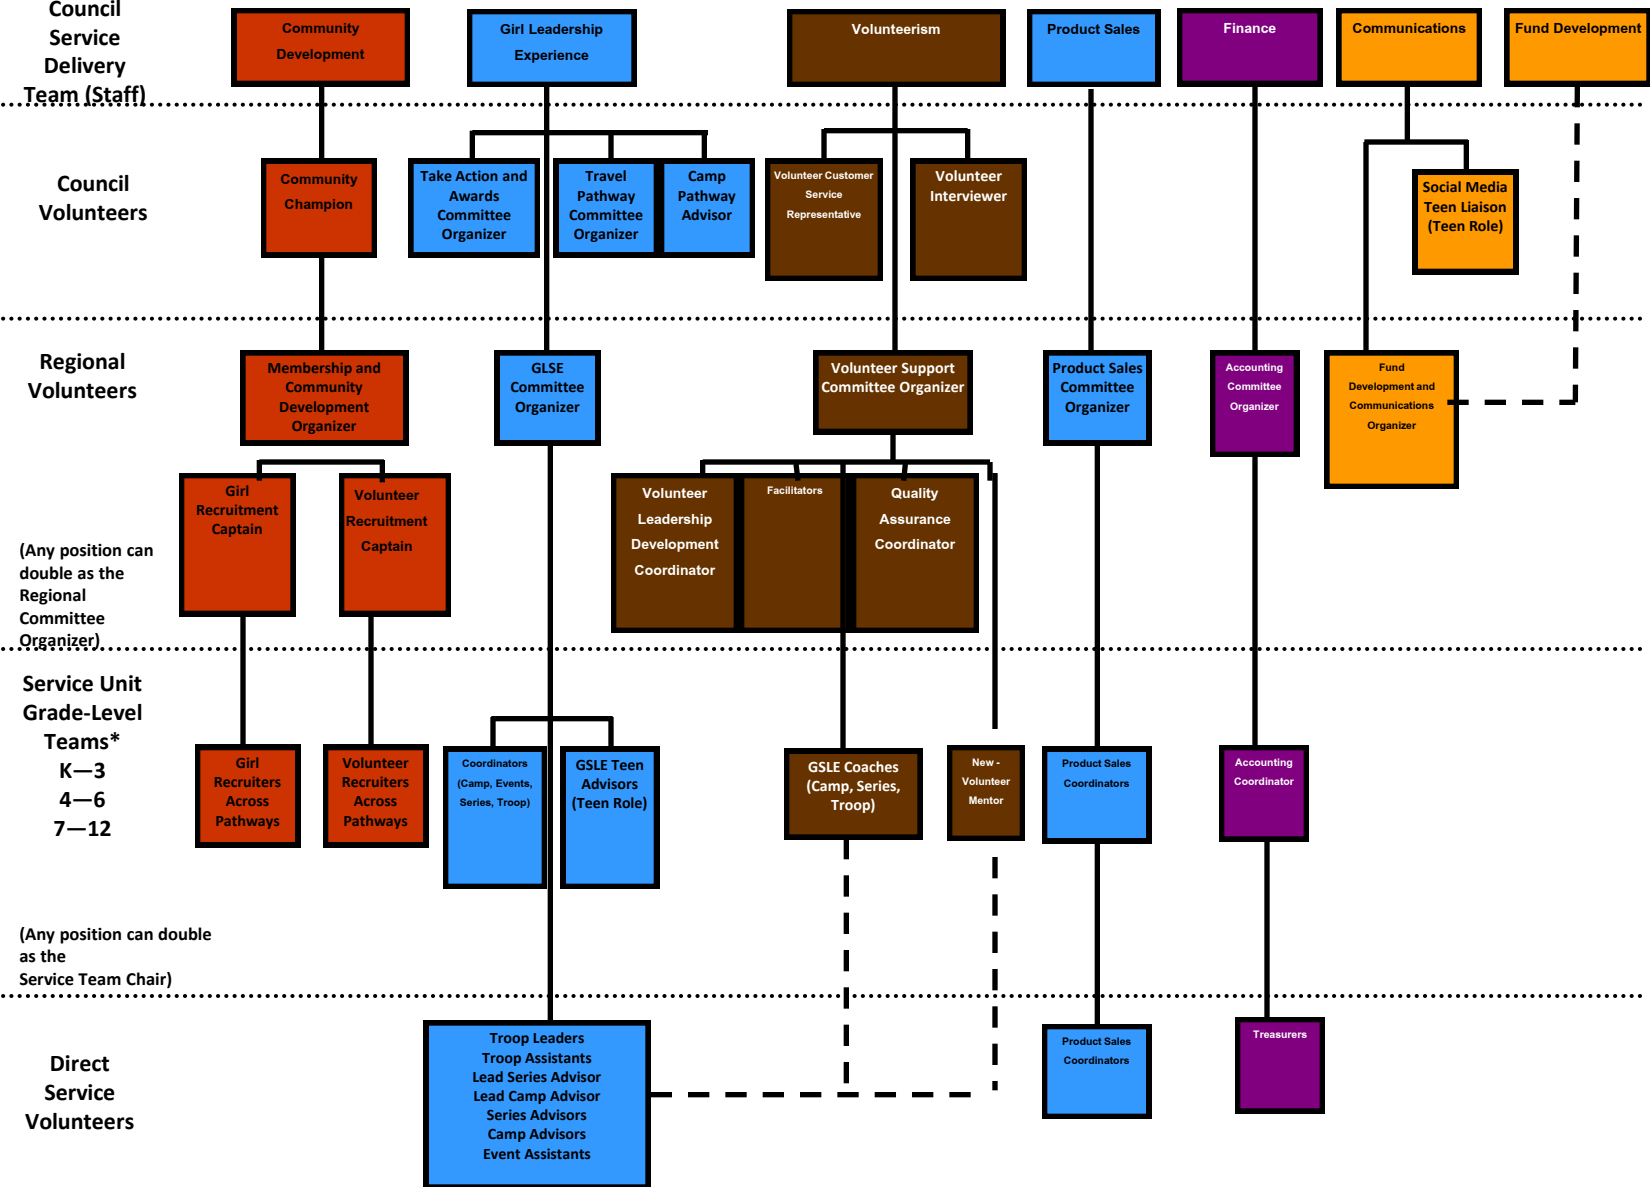 Council
Service
Delivery
Team (Staff)
Community
Development
Girl Leadership
Experience
Volunteerism
Product Sales
Finance
Communications
Fund Development
Council
Volunteers
Community
Champion
Take Action and
Awards
Committee
Organizer
Travel
Pathway
Committee
Organizer
Camp
Pathway
Advisor
Volunteer Customer
Service
Representative
Volunteer
Interviewer
Social Media
Teen Liaison
(Teen Role)
Regional
Volunteers
Membership and
Community
Development
Organizer
GLSE
Committee
Organizer
Volunteer Support
Committee Organizer
Product Sales
Committee
Organizer
Accounting
Committee
Organizer
Fund
Development and
Communications
Organizer
(Any position can
double as the
Regional
Committee
Organizer)
Girl
Recruitment
Captain
Volunteer
Recruitment
Captain
Volunteer
Leadership
Development
Coordinator
Facilitators
Quality
Assurance
Coordinator
Service Unit
Grade-Level
Teams*
K—3
4—6
7—12
Girl
Recruiters
Across
Pathways
Volunteer
Recruiters
Across
Pathways
Coordinators
(Camp, Events,
Series, Troop)
GSLE Teen
Advisors
(Teen Role)
GSLE Coaches
(Camp, Series,
Troop)
New -
Volunteer
Mentor
Product Sales
Coordinators
Accounting
Coordinator
(Any position can double
as the
Service Team Chair)
Direct
Service
Volunteers
Troop Leaders
Troop Assistants
Lead Series Advisor
Lead Camp Advisor
Series Advisors
Camp Advisors
Event Assistants
Product Sales
Coordinators
Treasurers